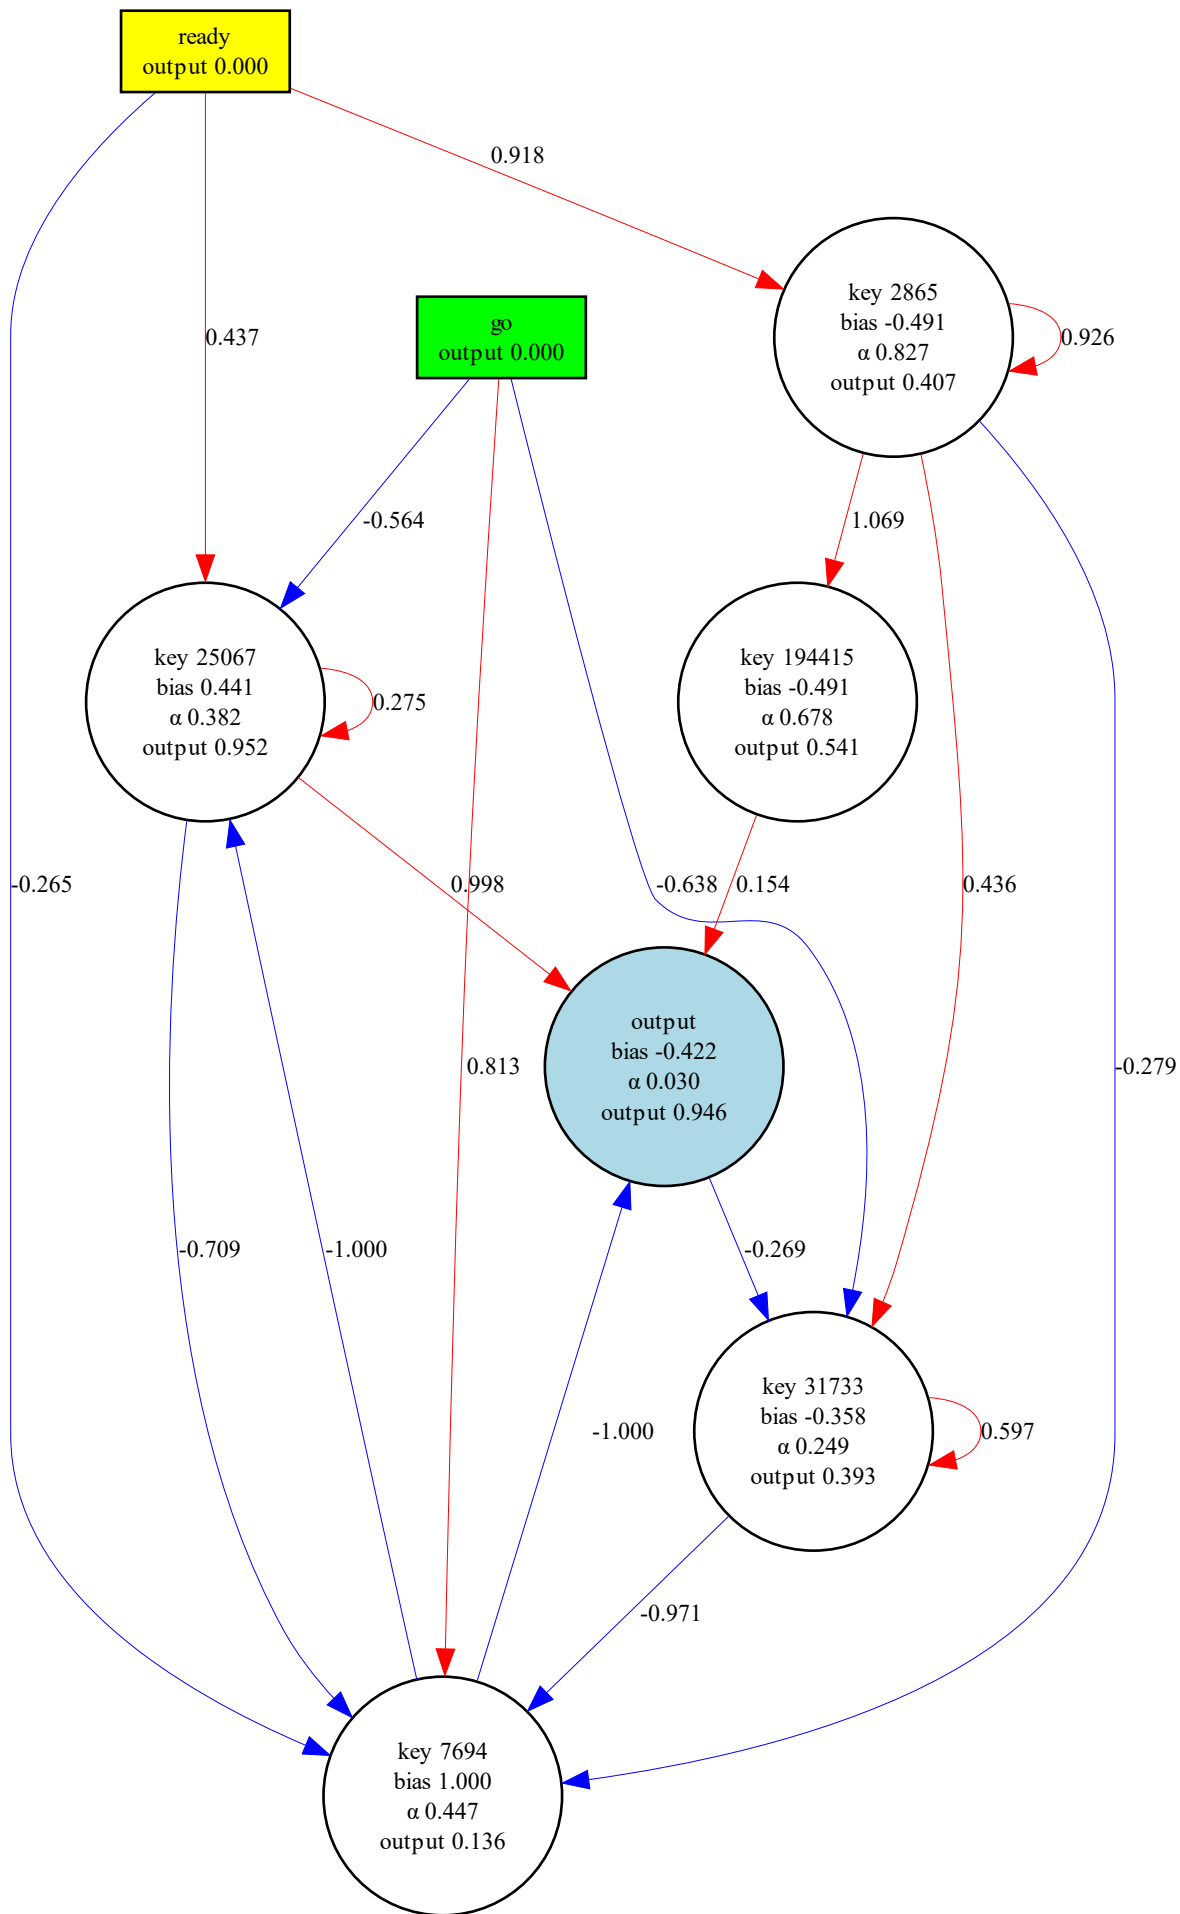 ready
output 0.000
0.918
key 2865
bias -0.491
α 0.827
output 0.407
0.926
go
output 0.000
0.437
-0.564
1.069
key 25067
bias 0.441
α 0.382
output 0.952
0.275
key 194415
bias -0.491
α 0.678
output 0.541
-0.265
0.998
-0.638
0.154
0.436
output
bias -0.422
α 0.030
output 0.946
0.813
-0.279
-0.709
-1.000
-0.269
key 31733
bias -0.358
α 0.249
output 0.393
-1.000
0.597
-0.971
key 7694
bias 1.000
α 0.447
output 0.136